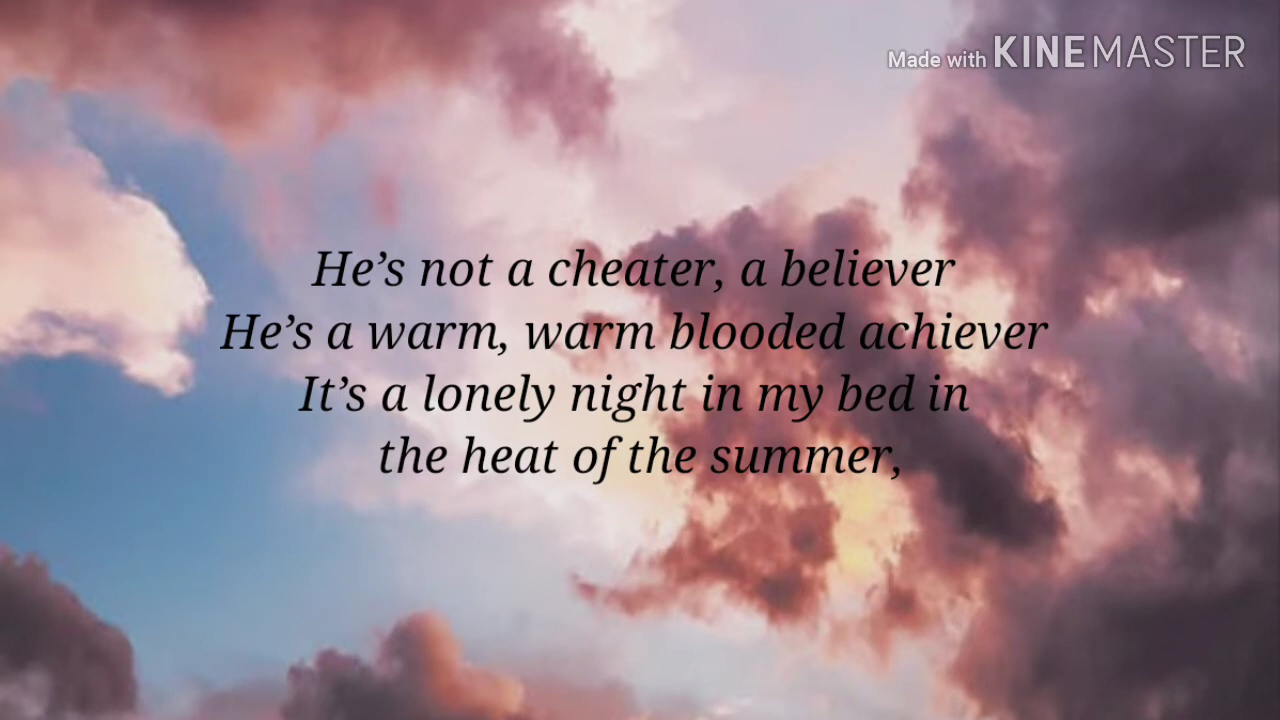 Made with KINEMASTER
He’s not a cheater, a believer
He’s a warm, warm blooded achiever
It’s a lonely night in my bed in
the heat of the summer,